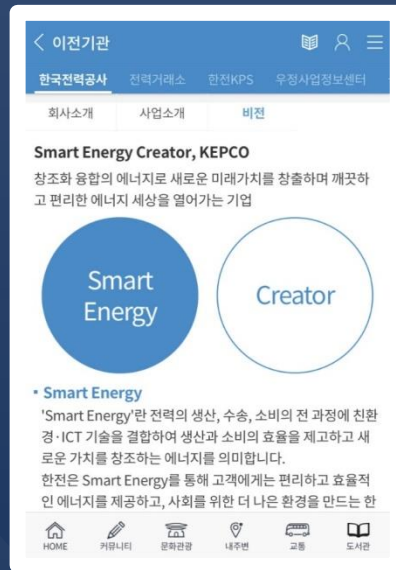 이전기관
한국전력공사 전력거래소 한전KPS 우정사업정보센터
회사소개 사업소개 비전
Smart Energy Creator, KEPCO
창조화 융합의 에너지로 새로운 미래가치를 창출하며 깨끗하
고 편리한 에너지 세상을 열어가는 기업
Smart
Energy
Creator
• Smart Energy
'Smart Energy'란 전력의 생산, 수송, 소비의 전 과정에 친환
경·ICT 기술을 결합하여 생산과 소비의 효율을 제고하고 새
로운 가치를 창조하는 에너지를 의미합니다.
한전은 Smart Energy를 통해 고객에게는 편리하고 효율적
인 에너지를 제공하고, 사회를 위한 더 나은 환경을 만드는 한
HOME 커뮤니티 문화관광 내주변 교통 도서관